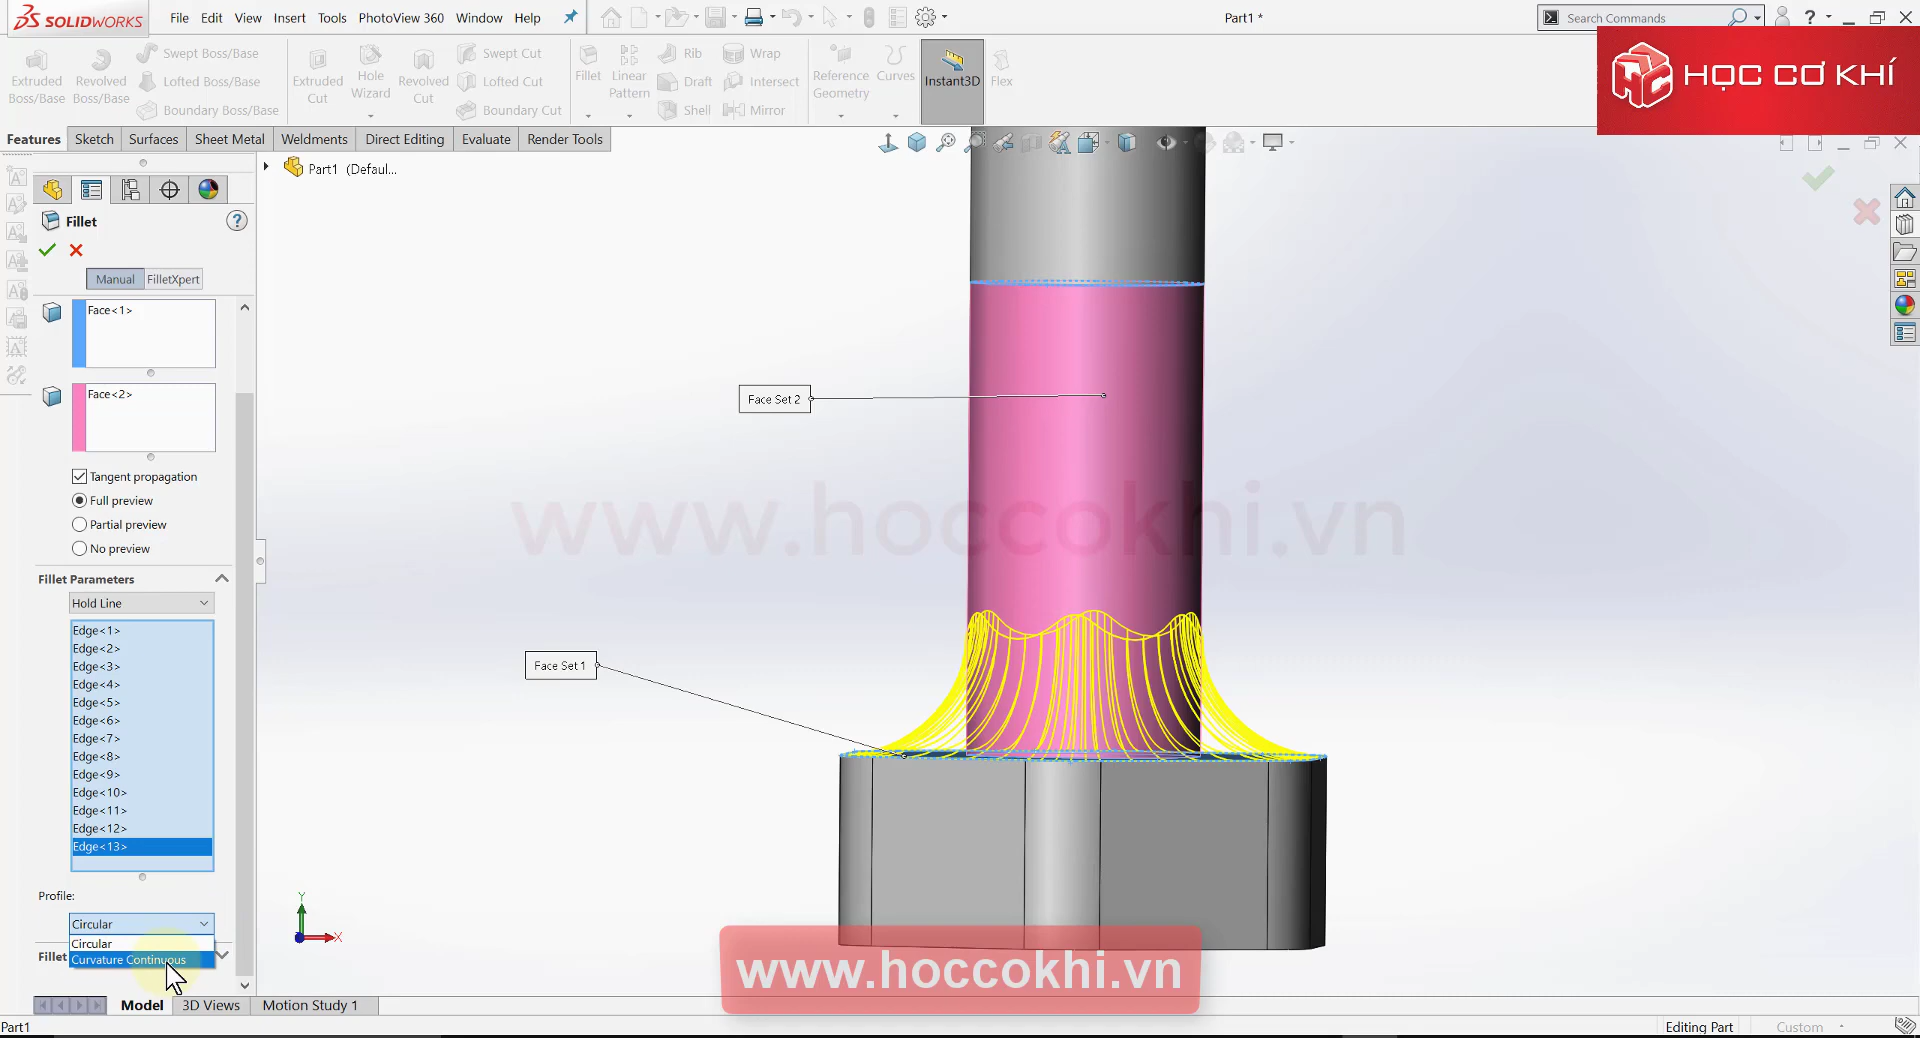 SOLIDWORKS
File Edit View Insert Tools PhotoView 360 Window Help
Part1 *
Search Commands
HỌC CƠ KHÍ
Extruded Boss/Base
Revolved Boss/Base
Swept Boss/Base
Lofted Boss/Base
Boundary Boss/Base
Extruded Cut
Hole Wizard
Revolved Cut
Swept Cut
Lofted Cut
Boundary Cut
Fillet
Linear Pattern
Rib
Draft
Shell
Wrap
Intersect
Mirror
Reference Geometry
Curves
Instant3D
Flex
Features Sketch Surfaces Sheet Metal Weldments Direct Editing Evaluate Render Tools
Part1 (Defaul...
Fillet
Manual FilletXpert
Face<1>
Face<2>
Tangent propagation
Full preview
Partial preview
No preview
Fillet Parameters
Hold Line
Edge<1>
Edge<2>
Edge<3>
Edge<4>
Edge<5>
Edge<6>
Edge<7>
Edge<8>
Edge<9>
Edge<10>
Edge<11>
Edge<12>
Edge<13>
Profile:
Circular
Circular
Fillet
Curvature Continuous
Face Set 2
Face Set 1
www.hoccokhi.vn
Y
X
www.hoccokhi.vn
Model 3D Views Motion Study 1
Part1
Editing Part
Custom